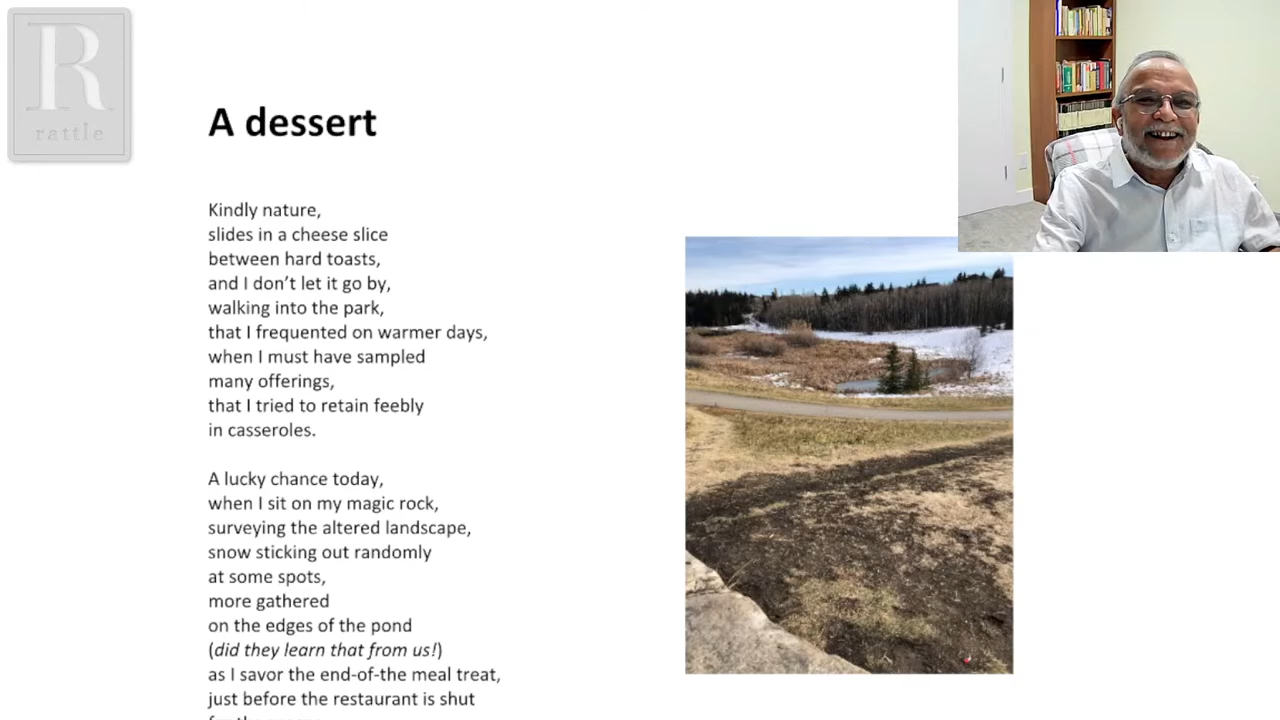 R
rattle
A dessert
Kindly nature,
slides in a cheese slice
between hard toasts,
and I don’t let it go by,
walking into the park,
that I frequented on warmer days,
when I must have sampled
many offerings,
that I tried to retain feebly
in casseroles.
A lucky chance today,
when I sit on my magic rock,
surveying the altered landscape,
snow sticking out randomly
at some spots,
more gathered
on the edges of the pond
(did they learn that from us!)
as I savor the end-of-the meal treat,
just before the restaurant is shut